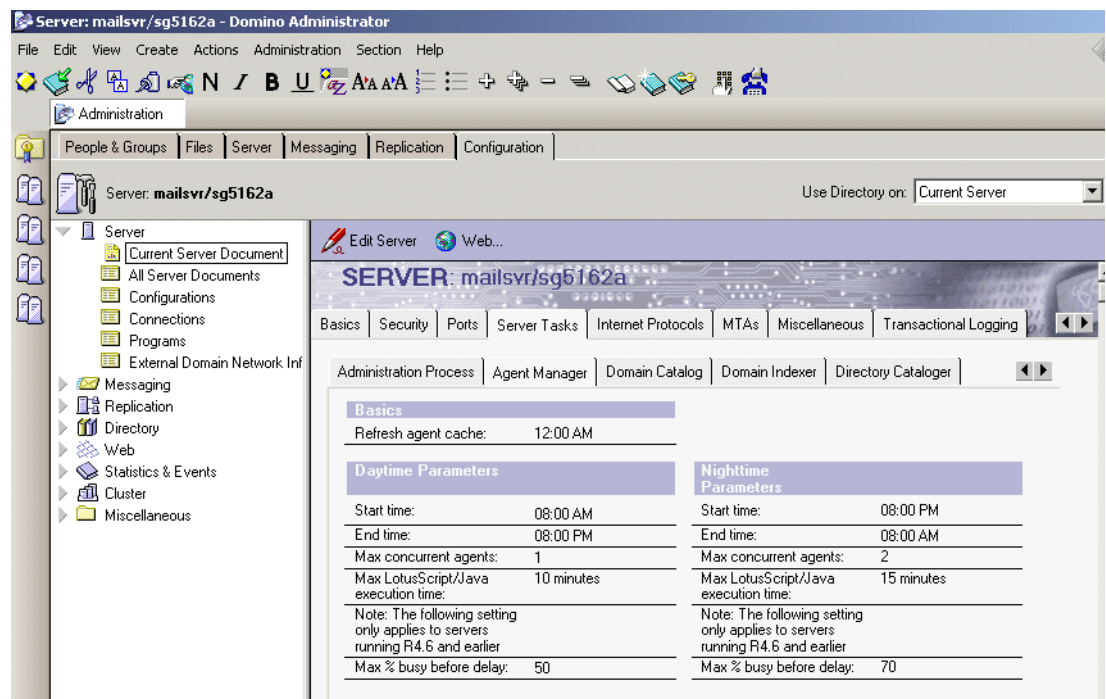 Server: mailsvr/sg5162a - Domino Administrator
File Edit View Create Actions Administration Section Help
Administration
People & Groups Files Server Messaging Replication Configuration
Server: mailsvr/sg5162a
Use Directory on: Current Server
Server
Current Server Document
All Server Documents
Configurations
Connections
Programs
External Domain Network Inf
Messaging
Replication
Directory
Web
Statistics & Events
Cluster
Miscellaneous
Edit Server Web...
SERVER: mailsvr/sg5162a
Basics Security Ports Server Tasks Internet Protocols MTAs Miscellaneous Transactional Logging
Administration Process Agent Manager Domain Catalog Domain Indexer Directory Cataloger
Basics
Refresh agent cache: 12:00 AM
Daytime Parameters
Start time: 08:00 AM
End time: 08:00 PM
Max concurrent agents: 1
Max LotusScript/Java 10 minutes
execution time:
Note: The following setting
only applies to servers
running R4.6 and earlier
Max % busy before delay: 50
Nighttime
Parameters
Start time: 08:00 PM
End time: 08:00 AM
Max concurrent agents: 2
Max LotusScript/Java 15 minutes
execution time:
Note: The following setting
only applies to servers
running R4.6 and earlier
Max % busy before delay: 70